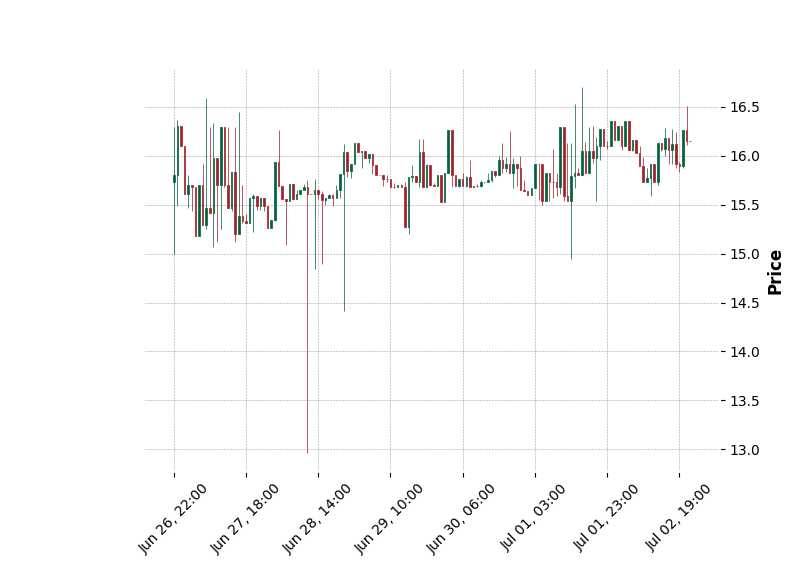 16.5
16.0
15.5
15.0
14.5
14.0
13.5
13.0
Price
Jun 26, 22:00
Jun 27, 18:00
Jun 28, 14:00
Jun 29, 10:00
Jun 30, 06:00
Jul 01, 03:00
Jul 01, 23:00
Jul 02, 19:00